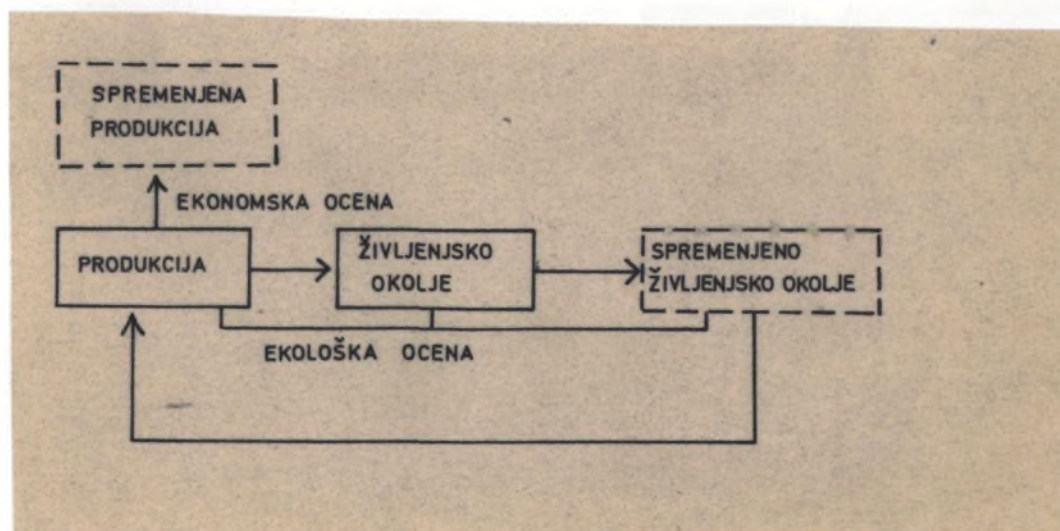 SPREMENJENA
PRODUKCIJA
EKONOMSKA OCENA
PRODUKCIJA
ŽIVLJENJSKO
OKOLJE
SPREMENJENO
ŽIVLJENJSKO OKOLJE
EKOLOŠKA OCENA